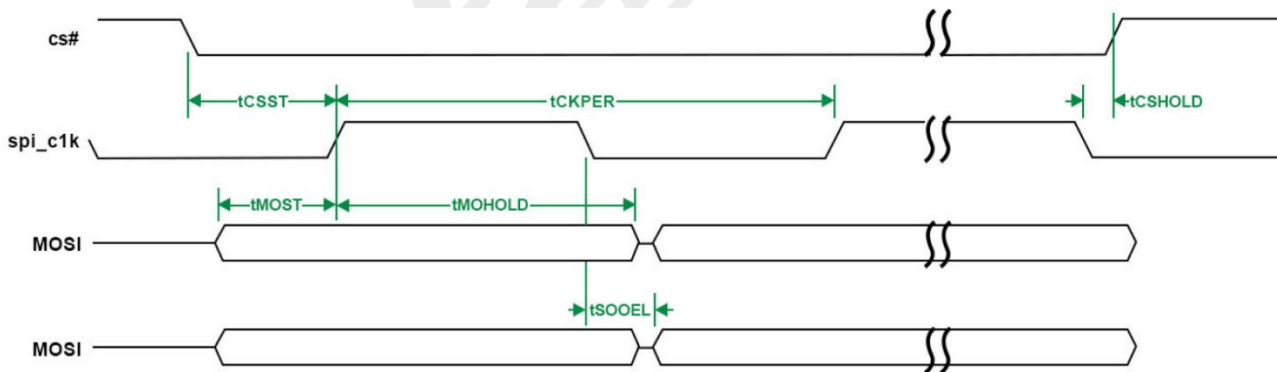 cs#
tCSST
tCKPER
tCSHOLD
spi_c1k
tMOST
tMOHOLD
MOSI
tSOOEL
MOSI